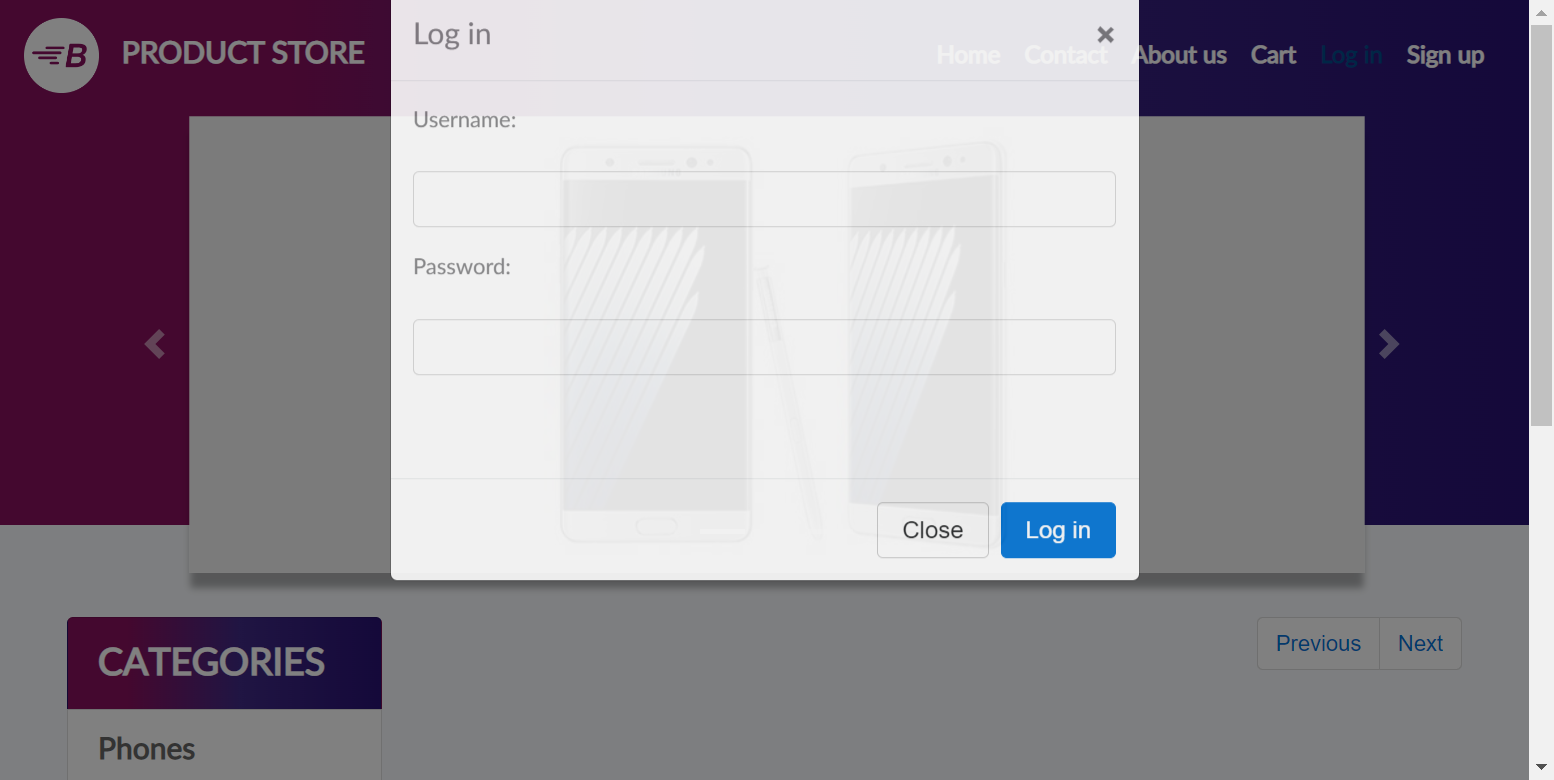 Log in ×
B PRODUCT STORE Home Contact About us Cart Log in Sign up
Username:
Password:
Close Log in
CATEGORIES
Previous Next
Phones